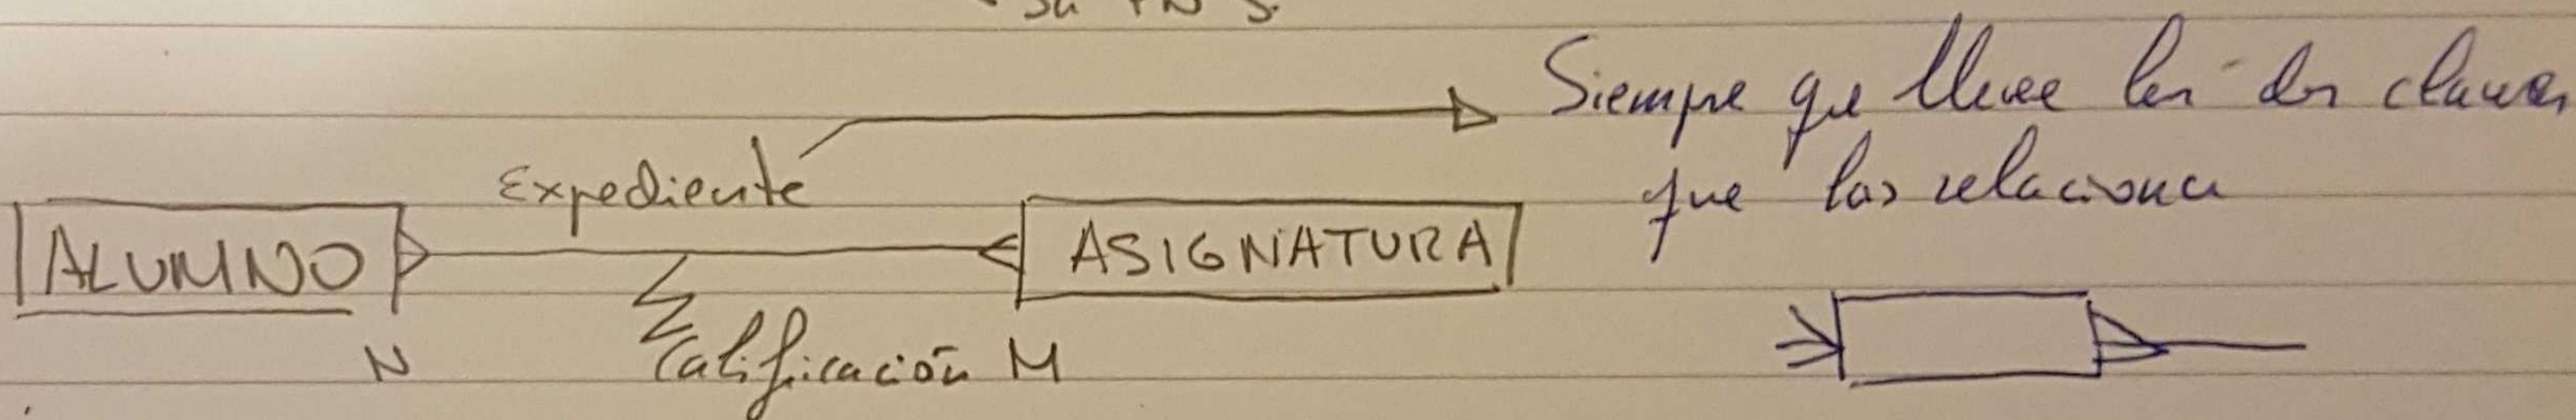 Siempre que lleve las dos claves
que las relaciona
Expediente
ALUMNO
ASIGNATURA
N
Calificación M